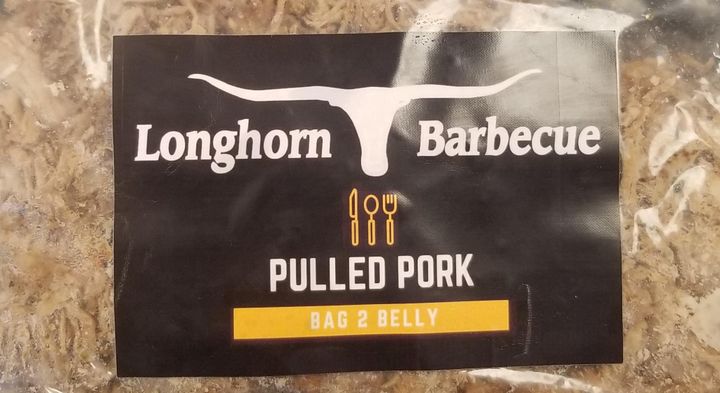 Longhorn Barbecue
PULLED PORK
BAG 2 BELLY